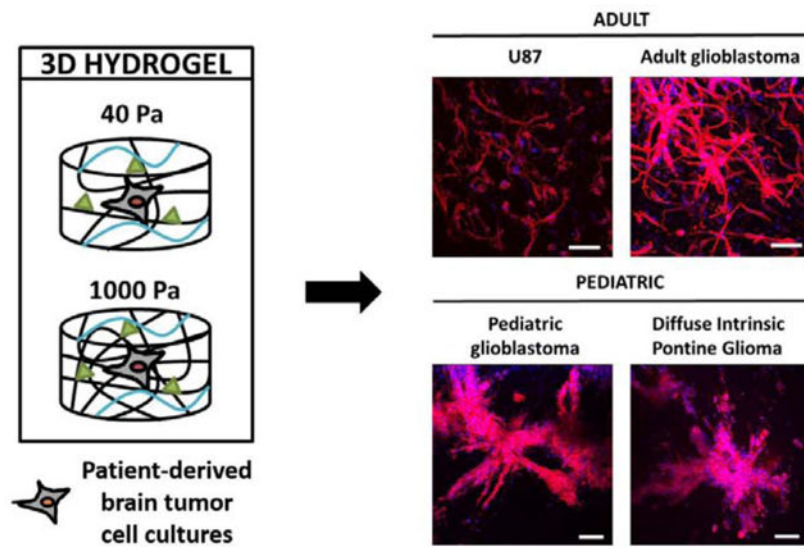 3D HYDROGEL
40 Pa
1000 Pa
Patient-derived
brain tumor
cell cultures
ADULT
U87
Adult glioblastoma
PEDIATRIC
Pediatric
glioblastoma
Diffuse Intrinsic
Pontine Glioma